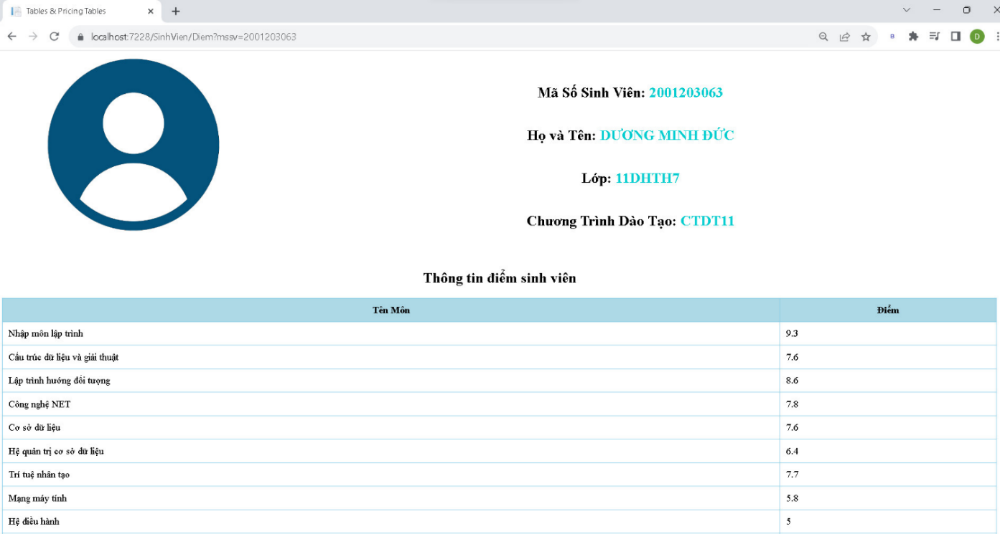 Tables & Pricing Tables
localhost:7228/SinhVien/Diem?mssv=2001203063
B
D
Mã Số Sinh Viên: 2001203063
Họ và Tên: DƯƠNG MINH ĐỨC
Lớp: 11DHTH7
Chương Trình Dào Tạo: CTDT11
Thông tin điểm sinh viên
Tên Môn Điểm
Nhập môn lập trình 9.3
Cấu trúc dữ liệu và giải thuật 7.6
Lập trình hướng đối tượng 8.6
Công nghệ NET 7.8
Cơ sở dữ liệu 7.6
Hệ quản trị cơ sở dữ liệu 6.4
Trí tuệ nhân tạo 7.7
Mạng máy tính 5.8
Hệ điều hành 5